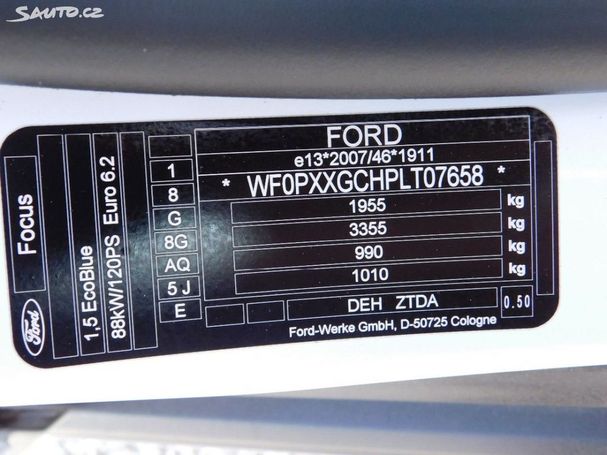 Sauto.cz
FORD
e13*2007/46*1911
* WF0PXXGCHPLT07658 *
1955 kg
3355 kg
990 kg
1010 kg
DEH ZTDA 0.50
Ford-Werke GmbH, D-50725 Cologne
1
8
G
8G
AQ
5 J
E
Focus
1,5 EcoBlue
88kW/120PS Euro 6.2
Ford